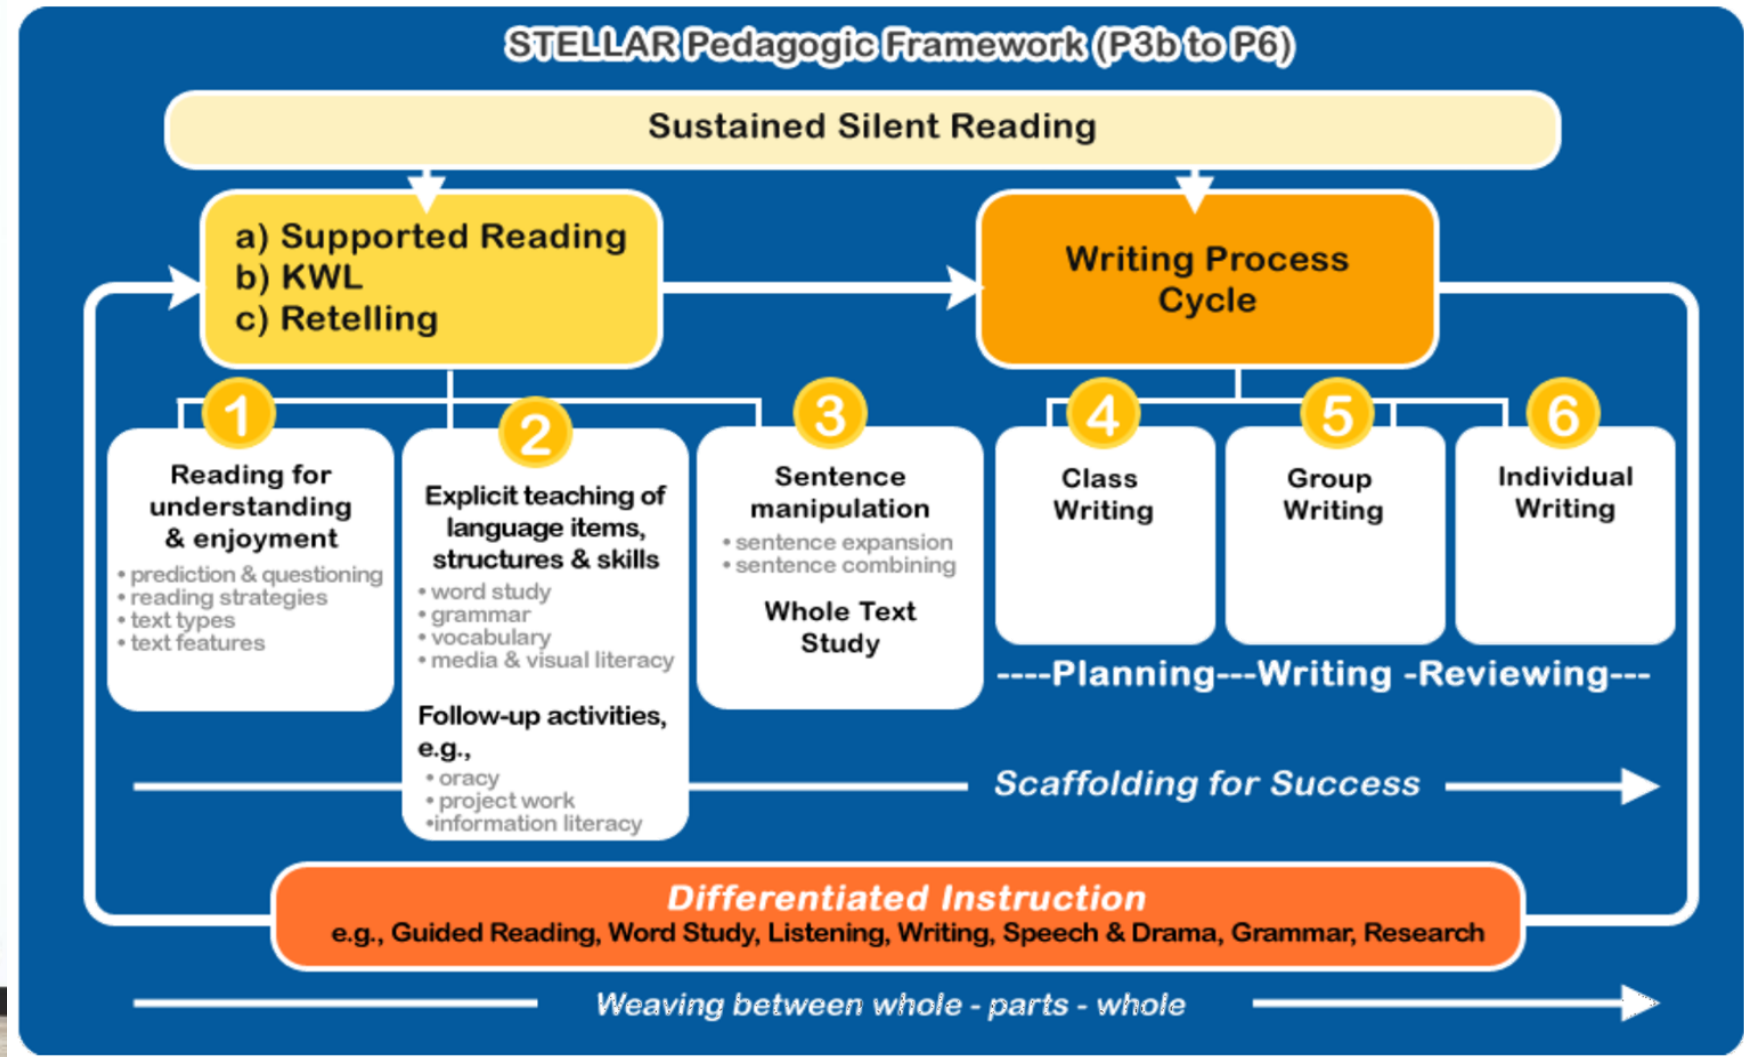 STELLAR Pedagogic Framework (P3b to P6)
Sustained Silent Reading
a) Supported Reading
b) KWL
c) Retelling
Writing Process
Cycle
1
Reading for
understanding
& enjoyment
• prediction & questioning
• reading strategies
• text types
• text features
2
Explicit teaching of
language items,
structures & skills
• word study
• grammar
• vocabulary
• media & visual literacy
Follow-up activities,
e.g.,
• oracy
• project work
•information literacy
3
Sentence
manipulation
• sentence expansion
• sentence combining
Whole Text
Study
4
Class
Writing
5
Group
Writing
6
Individual
Writing
----Planning---Writing -Reviewing---
Scaffolding for Success
Differentiated Instruction
e.g., Guided Reading, Word Study, Listening, Writing, Speech & Drama, Grammar, Research
Weaving between whole - parts - whole